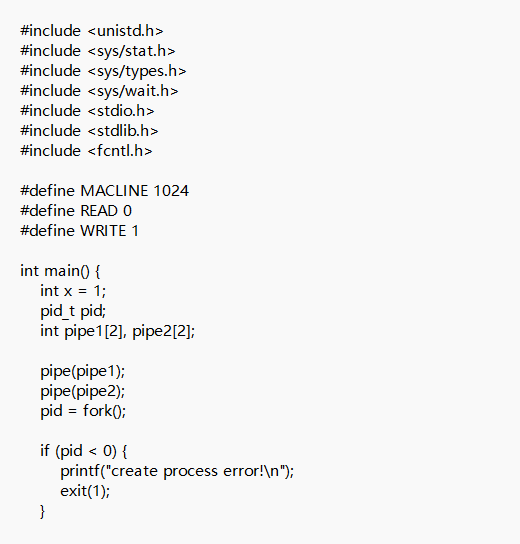 #include <unistd.h>
#include <sys/stat.h>
#include <sys/types.h>
#include <sys/wait.h>
#include <stdio.h>
#include <stdlib.h>
#include <fcntl.h>

#define MACLINE 1024
#define READ 0
#define WRITE 1

int main() {
    int x = 1;
    pid_t pid;
    int pipe1[2], pipe2[2];

    pipe(pipe1);
    pipe(pipe2);
    pid = fork();

    if (pid < 0) {
        printf("create process error!\n");
        exit(1);
    }